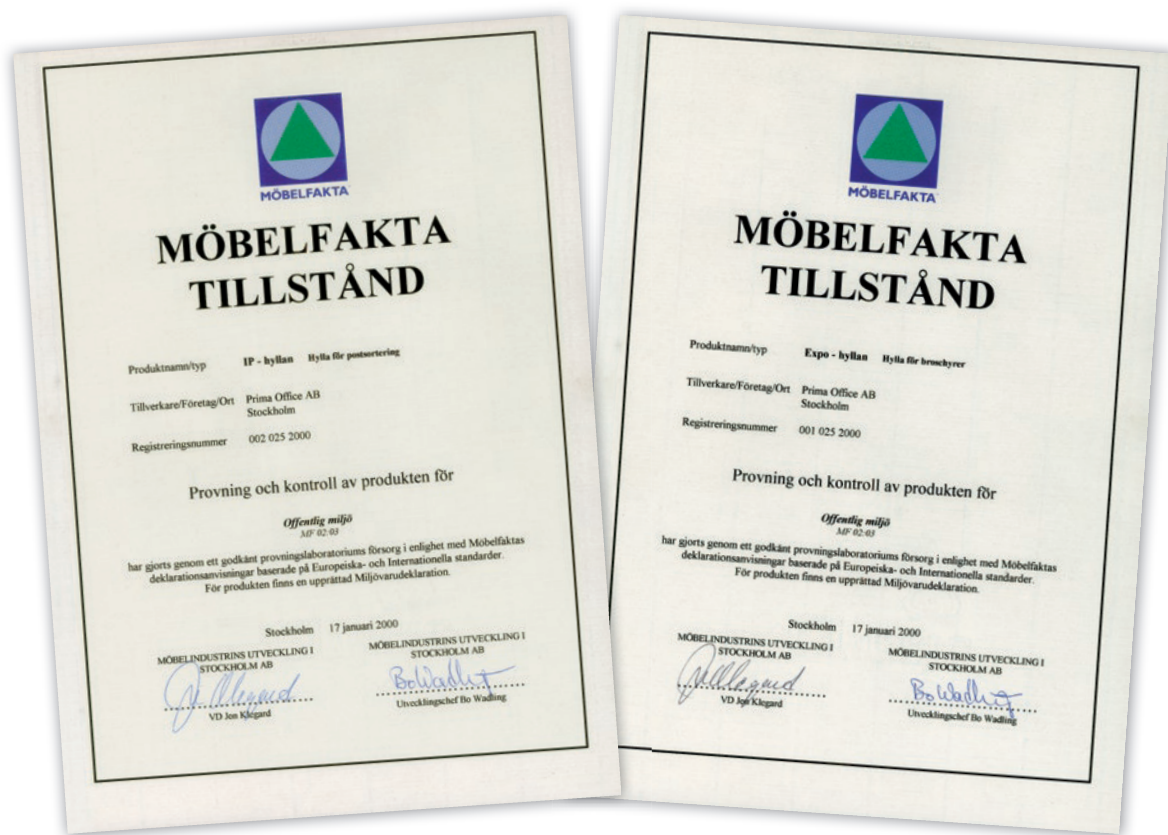 MÖBELFAKTA
MÖBELFAKTA
TILLSTÅND
Produktnamn/typ IP - hyllan Hylla för postsortering
Tillverkare/Företag/Ort Prima Office AB
Stockholm
Registreringsnummer 002 025 2000
Provning och kontroll av produkten för
Offentlig miljö
MF 02:03
har gjorts genom ett godkänt provningslaboratoriums försorg i enlighet med Möbelfaktas
deklarationsanvisningar baserade på Europeiska- och Internationella standarder.
För produkten finns en upprättad Miljövarudeklaration.
Stockholm 17 januari 2000
MÖBELINDUSTRINS UTVECKLING I
STOCKHOLM AB
VD Jon Klegard
MÖBELINDUSTRINS UTVECKLING I
STOCKHOLM AB
Bo Wadling
Utvecklingschef Bo Wadling
MÖBELFAKTA
MÖBELFAKTA
TILLSTÅND
Produktnamn/typ Expo - hyllan Hylla för broschyrer
Tillverkare/Företag/Ort Prima Office AB
Stockholm
Registreringsnummer 001 025 2000
Provning och kontroll av produkten för
Offentlig miljö
MF 02:03
har gjorts genom ett godkänt provningslaboratoriums försorg i enlighet med Möbelfaktas
deklarationsanvisningar baserade på Europeiska- och Internationella standarder.
För produkten finns en upprättad Miljövarudeklaration.
Stockholm 17 januari 2000
MÖBELINDUSTRINS UTVECKLING I
STOCKHOLM AB
VD Jon Klegard
MÖBELINDUSTRINS UTVECKLING I
STOCKHOLM AB
Bo Wadling
Utvecklingschef Bo Wadling